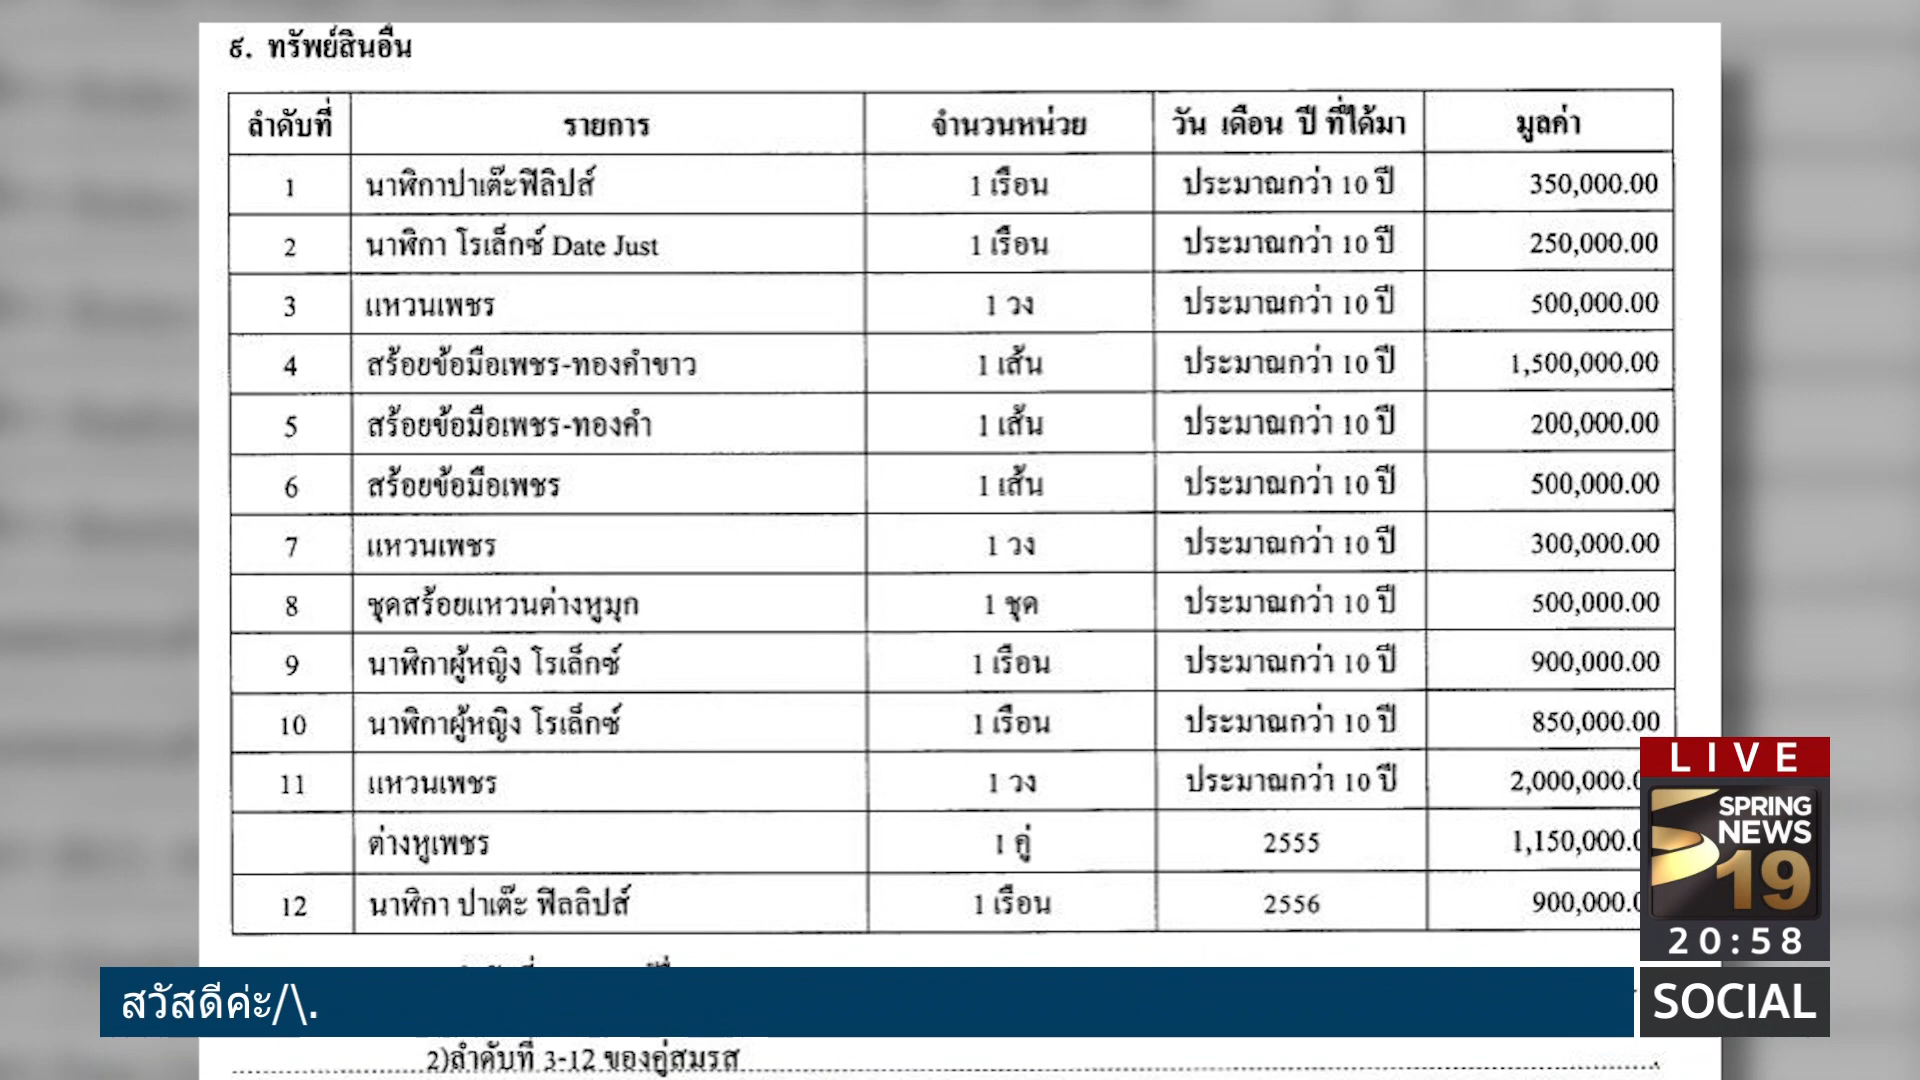 ๕. ทรัพย์สินอื่น
ลำดับที่ รายการ จำนวนหน่วย วัน เดือน ปี ที่ได้มา มูลค่า
1 นาฬิกาปาเต๊ะฟิลิปส์ 1 เรือน ประมาณกว่า 10 ปี 350,000.00
2 นาฬิกา โรเล็กซ์ Date Just 1 เรือน ประมาณกว่า 10 ปี 250,000.00
3 แหวนเพชร 1 วง ประมาณกว่า 10 ปี 500,000.00
4 สร้อยข้อมือเพชร-ทองคำขาว 1 เส้น ประมาณกว่า 10 ปี 1,500,000.00
5 สร้อยข้อมือเพชร-ทองคำ 1 เส้น ประมาณกว่า 10 ปี 200,000.00
6 สร้อยข้อมือเพชร 1 เส้น ประมาณกว่า 10 ปี 500,000.00
7 แหวนเพชร 1 วง ประมาณกว่า 10 ปี 300,000.00
8 ชุดสร้อยแหวนต่างหูมุก 1 ชุด ประมาณกว่า 10 ปี 500,000.00
9 นาฬิกาผู้หญิง โรเล็กซ์ 1 เรือน ประมาณกว่า 10 ปี 900,000.00
10 นาฬิกาผู้หญิง โรเล็กซ์ 1 เรือน ประมาณกว่า 10 ปี 850,000.00
11 แหวนเพชร 1 วง ประมาณกว่า 10 ปี 2,000,000.
ต่างหูเพชร 1 คู่ 2555 1,150,000.
12 นาฬิกา ปาเต๊ะ ฟิลลิปส์ 1 เรือน 2556 900,000.
LIVE
SPRING
NEWS
19
20:58
สวัสดีค่ะ/\.
SOCIAL
2)ลำดับที่ 3-12 ของคู่สมรส